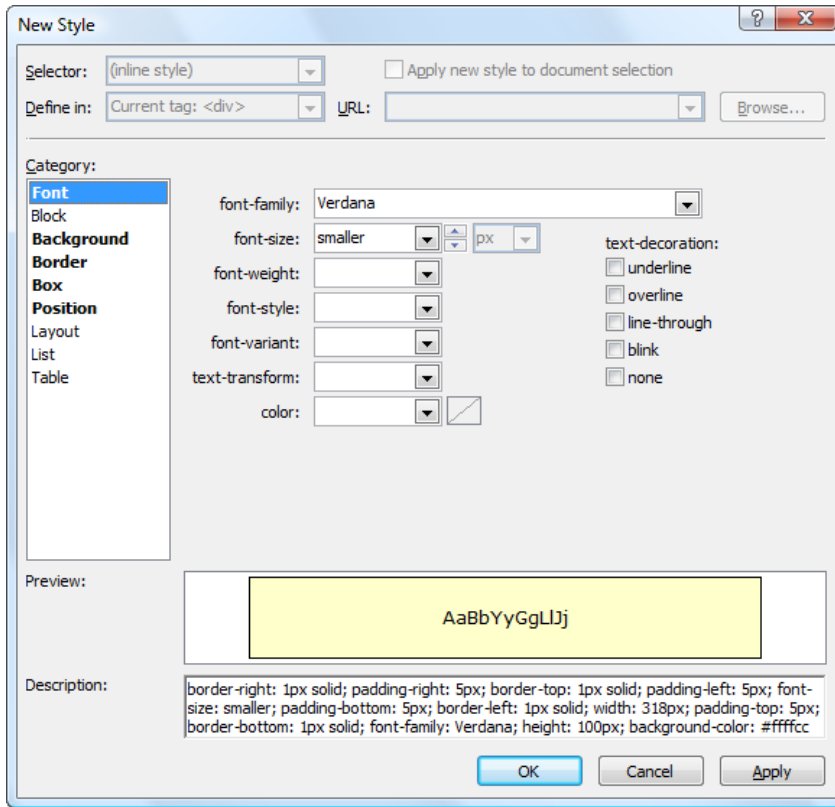 New Style
Selector: (inline style) Apply new style to document selection
Define in: Current tag: <div> URL: Browse...
Category:
Font
Block
Background
Border
Box
Position
Layout
List
Table
font-family: Verdana
font-size: smaller px
font-weight:
font-style:
font-variant:
text-transform:
color:
text-decoration:
underline
overline
line-through
blink
none
Preview:
AaBbYyGgLlJj
Description:
border-right: 1px solid; padding-right: 5px; border-top: 1px solid; padding-left: 5px; font-
size: smaller; padding-bottom: 5px; border-left: 1px solid; width: 318px; padding-top: 5px;
border-bottom: 1px solid; font-family: Verdana; height: 100px; background-color: #ffffcc
OK Cancel Apply